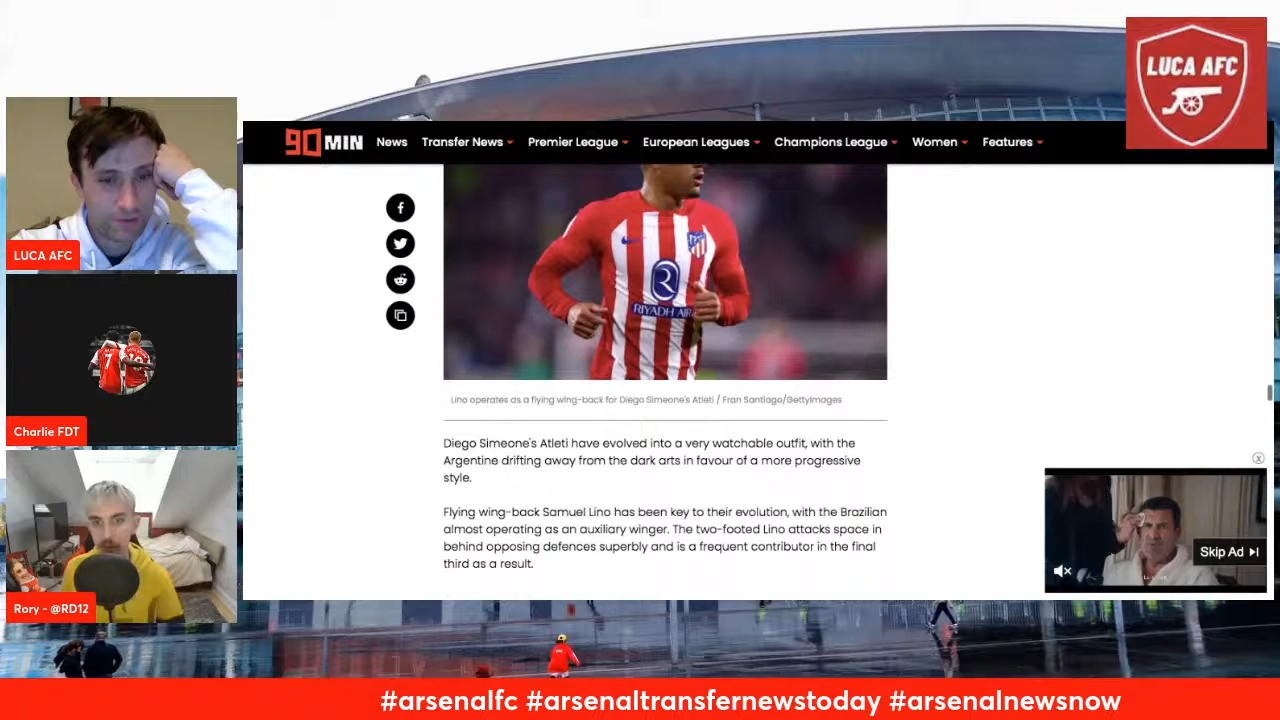 LUCA AFC
90MIN News Transfer News Premier League European Leagues Champions League Women Features
RIYADH AIR
LUCA AFC
Lino operates as a flying wing-back for Diego Simeone's Atleti / Fran Santiago/GettyImages
Charlie FDT
Diego Simeone's Atleti have evolved into a very watchable outfit, with the
Argentine drifting away from the dark arts in favour of a more progressive
style.
Flying wing-back Samuel Lino has been key to their evolution, with the Brazilian
almost operating as an auxiliary winger. The two-footed Lino attacks space in
behind opposing defences superbly and is a frequent contributor in the final
third as a result.
Skip Ad
Rory - @RD12
#arsenalfc #arsenaltransfernewstoday #arsenalnewsnow